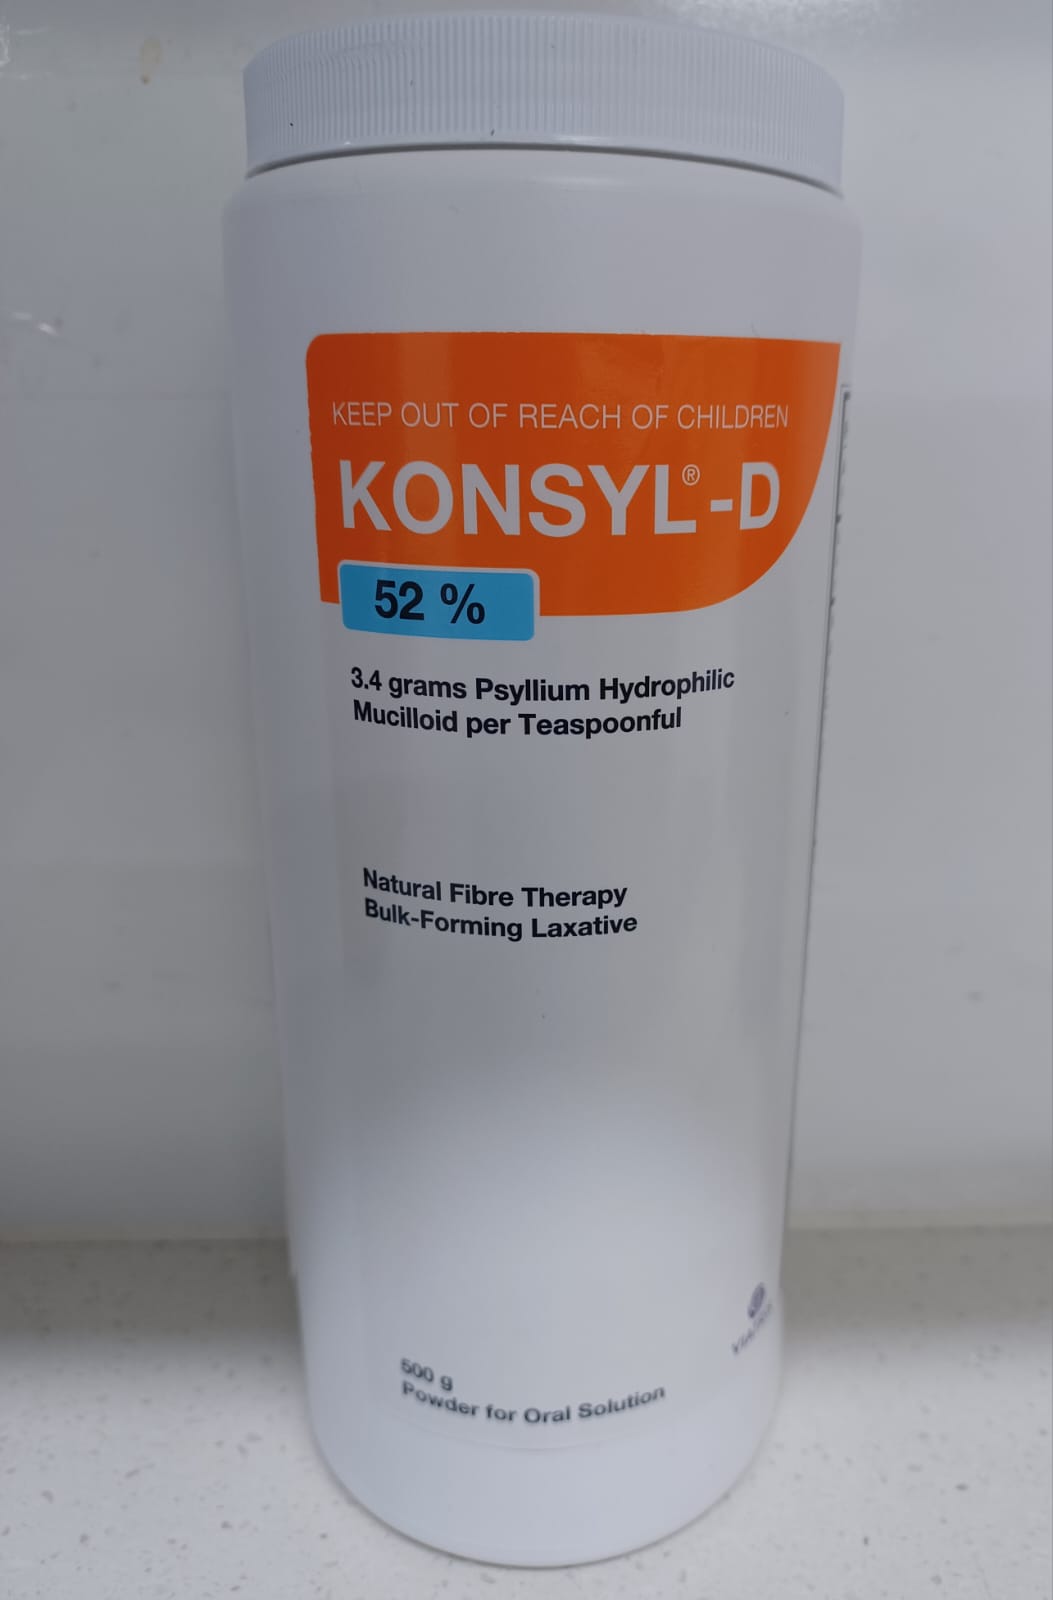 KEEP OUT OF REACH OF CHILDREN
KONSYL®-D
52 %
3.4 grams Psyllium Hydrophilic
Mucilloid per Teaspoonful
Natural Fibre Therapy
Bulk-Forming Laxative
500 g
Powder for Oral Solution